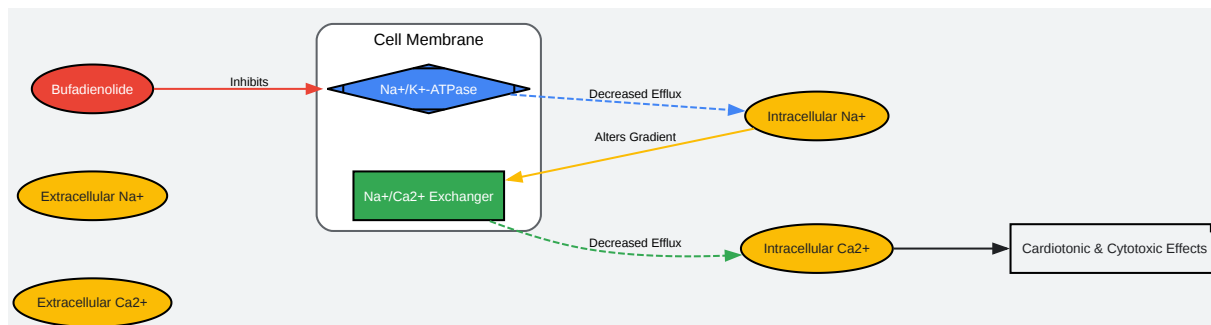 Cell Membrane
Bufadienolide
Inhibits
Na+/K+-ATPase
Decreased Efflux
Intracellular Na+
Alters Gradient
Extracellular Na+
Na+/Ca2+ Exchanger
Decreased Efflux
Intracellular Ca2+
Cardiotonic & Cytotoxic Effects
Extracellular Ca2+